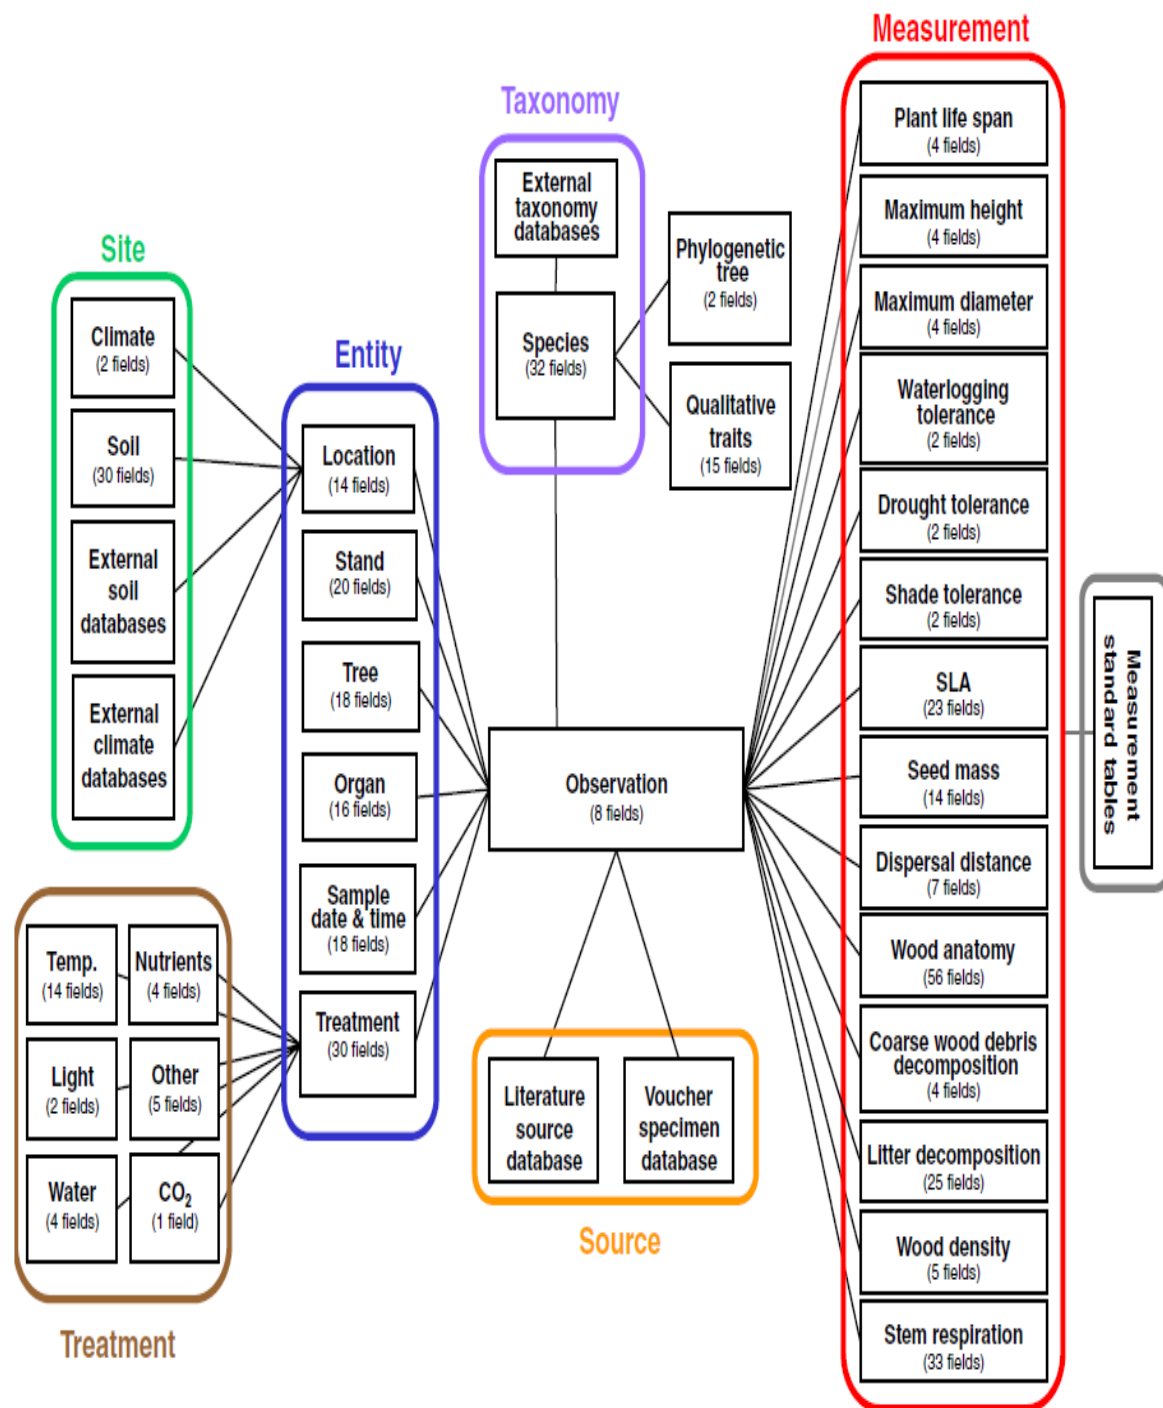 Measurement
Plant life span
(4 fields)
Maximum height
(4 fields)
Maximum diameter
(4 fields)
Waterlogging
tolerance
(2 fields)
Drought tolerance
(2 fields)
Shade tolerance
(2 fields)
SLA
(23 fields)
Seed mass
(14 fields)
Dispersal distance
(7 fields)
Wood anatomy
(56 fields)
Coarse wood debris
decomposition
(4 fields)
Litter decomposition
(25 fields)
Wood density
(5 fields)
Stem respiration
(33 fields)
Measurement
standard tables
Taxonomy
External
taxonomy
databases
Species
(32 fields)
Phylogenetic
tree
(2 fields)
Qualitative
traits
(15 fields)
Site
Climate
(2 fields)
Soil
(30 fields)
External
soil
databases
External
climate
databases
Entity
Location
(14 fields)
Stand
(20 fields)
Tree
(18 fields)
Organ
(16 fields)
Sample
date & time
(18 fields)
Treatment
(30 fields)
Observation
(8 fields)
Temp.
(14 fields)
Nutrients
(4 fields)
Light
(2 fields)
Other
(5 fields)
Water
(4 fields)
CO₂
(1 field)
Treatment
Literature
source
database
Voucher
specimen
database
Source